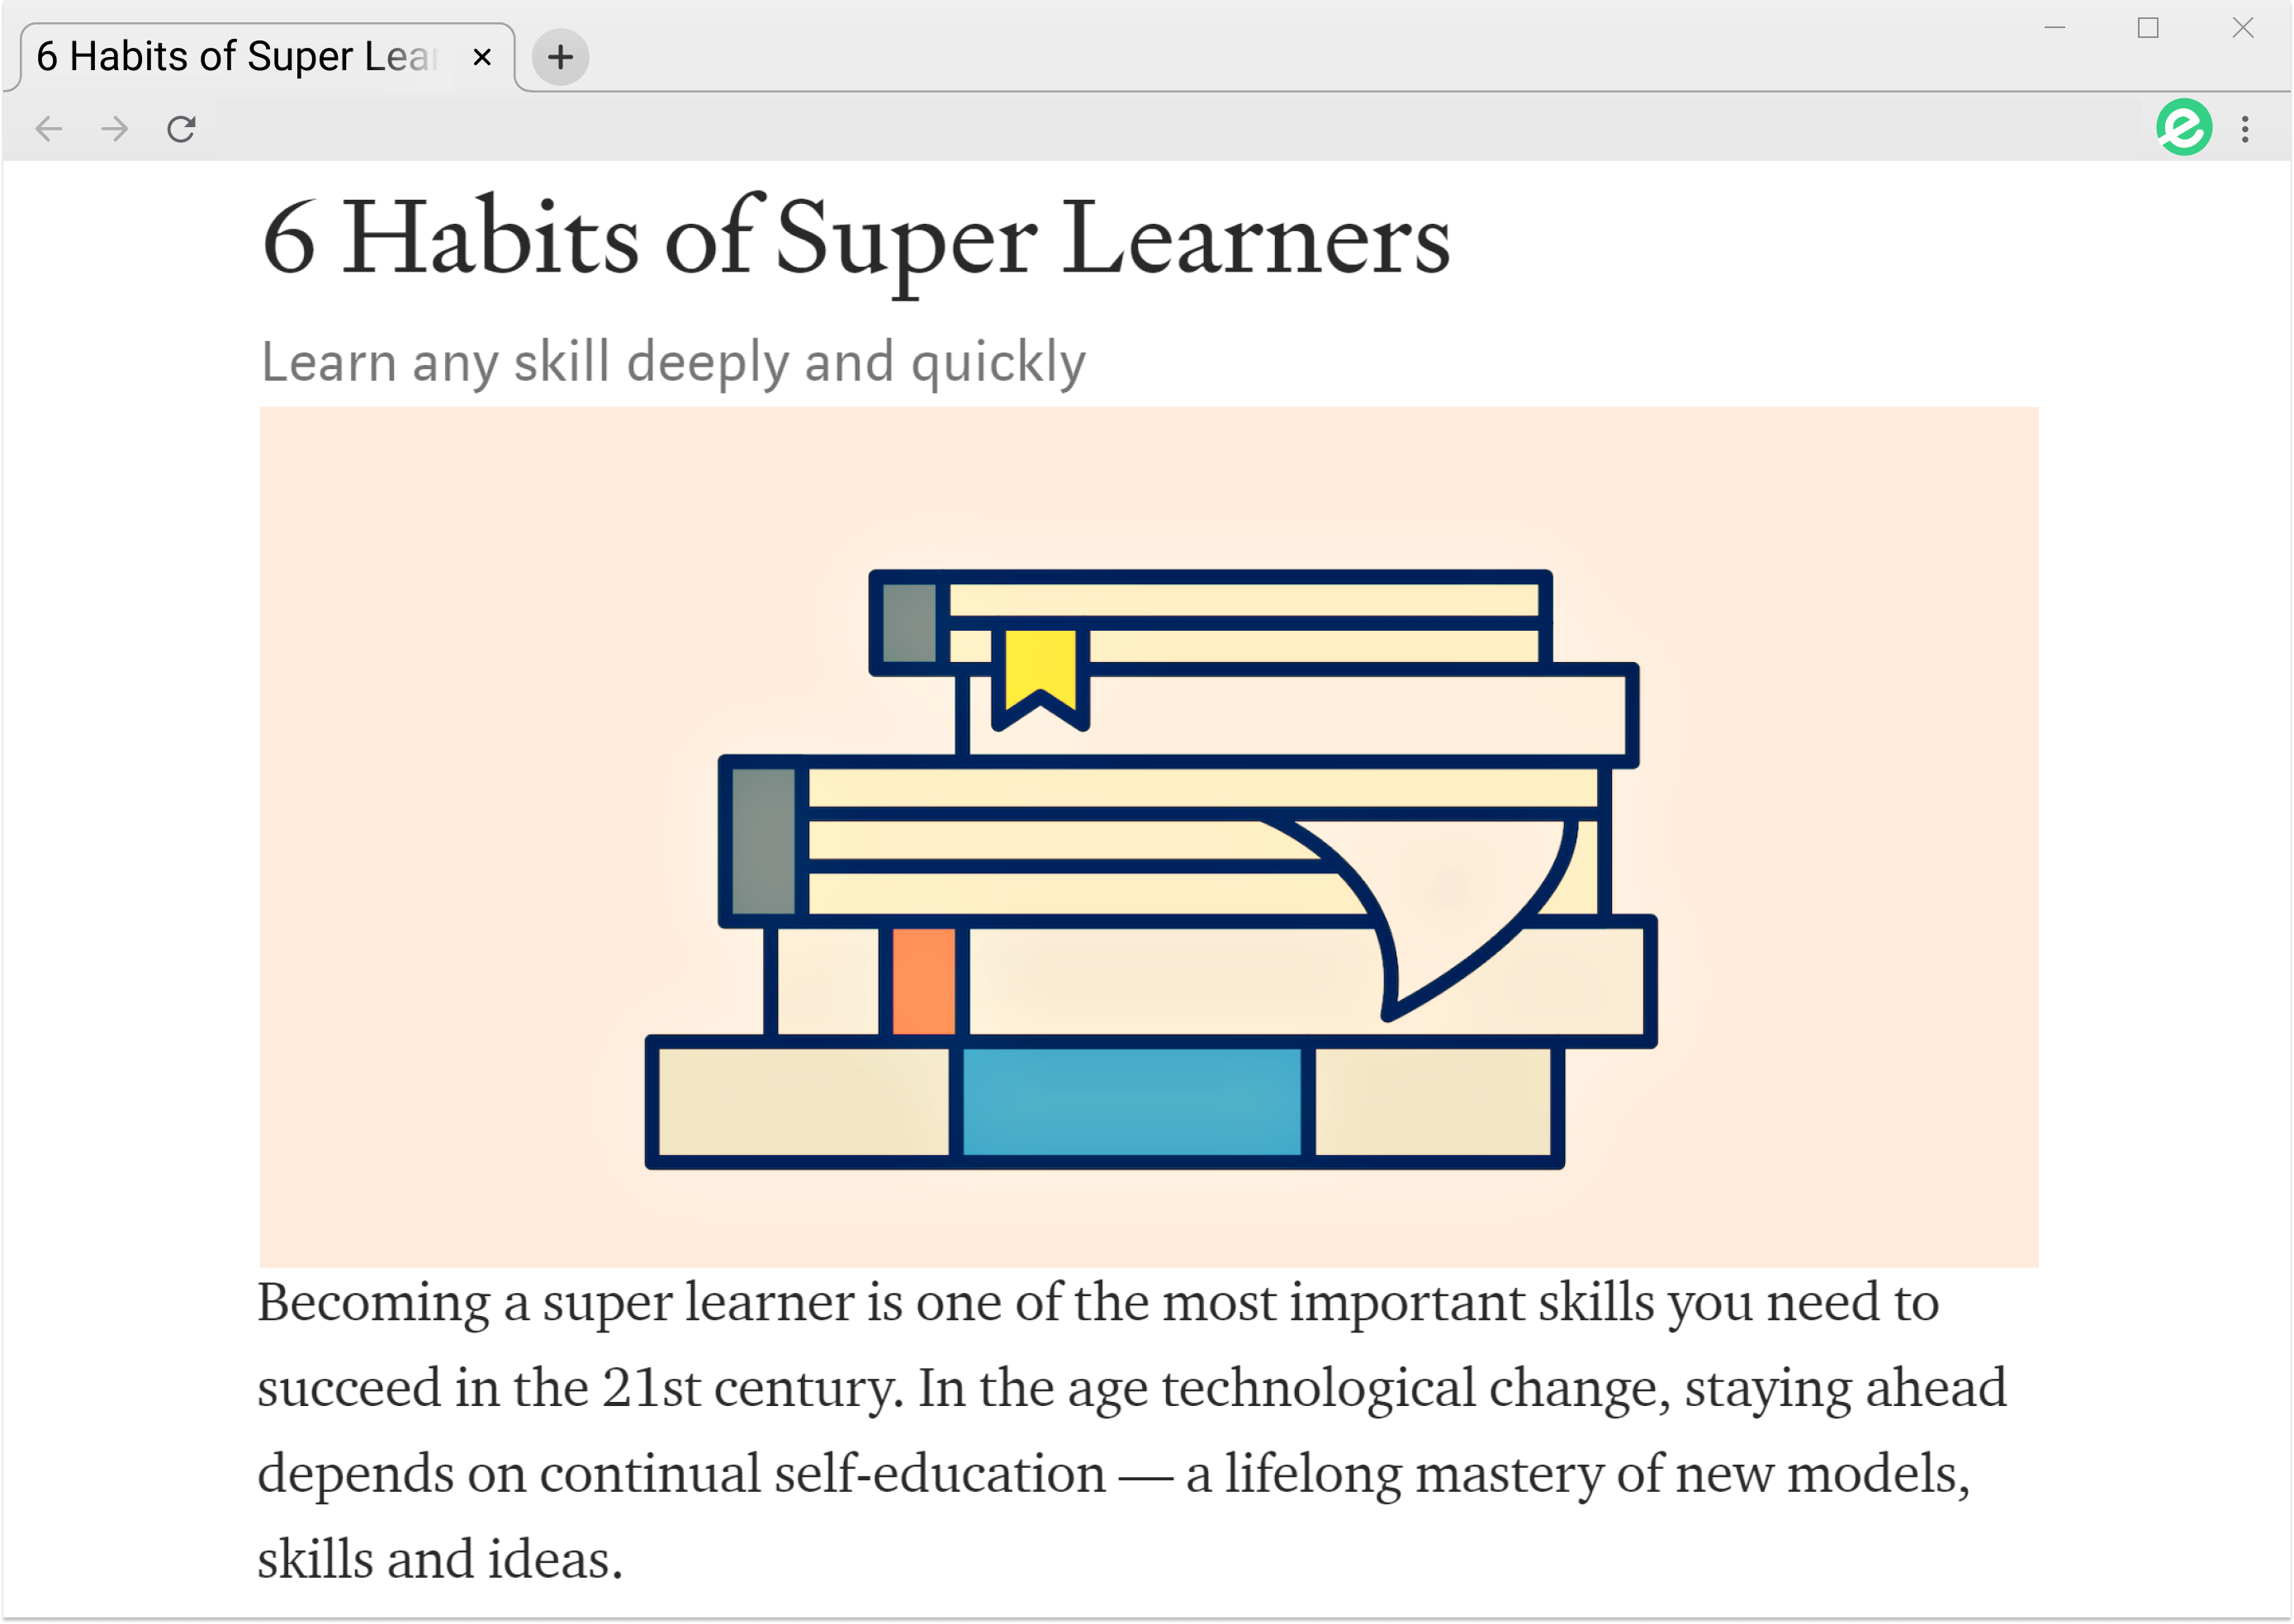 6 Habits of Super Lear
6 Habits of Super Learners
Learn any skill deeply and quickly
Becoming a super learner is one of the most important skills you need to
succeed in the 21st century. In the age technological change, staying ahead
depends on continual self-education — a lifelong mastery of new models,
skills and ideas.